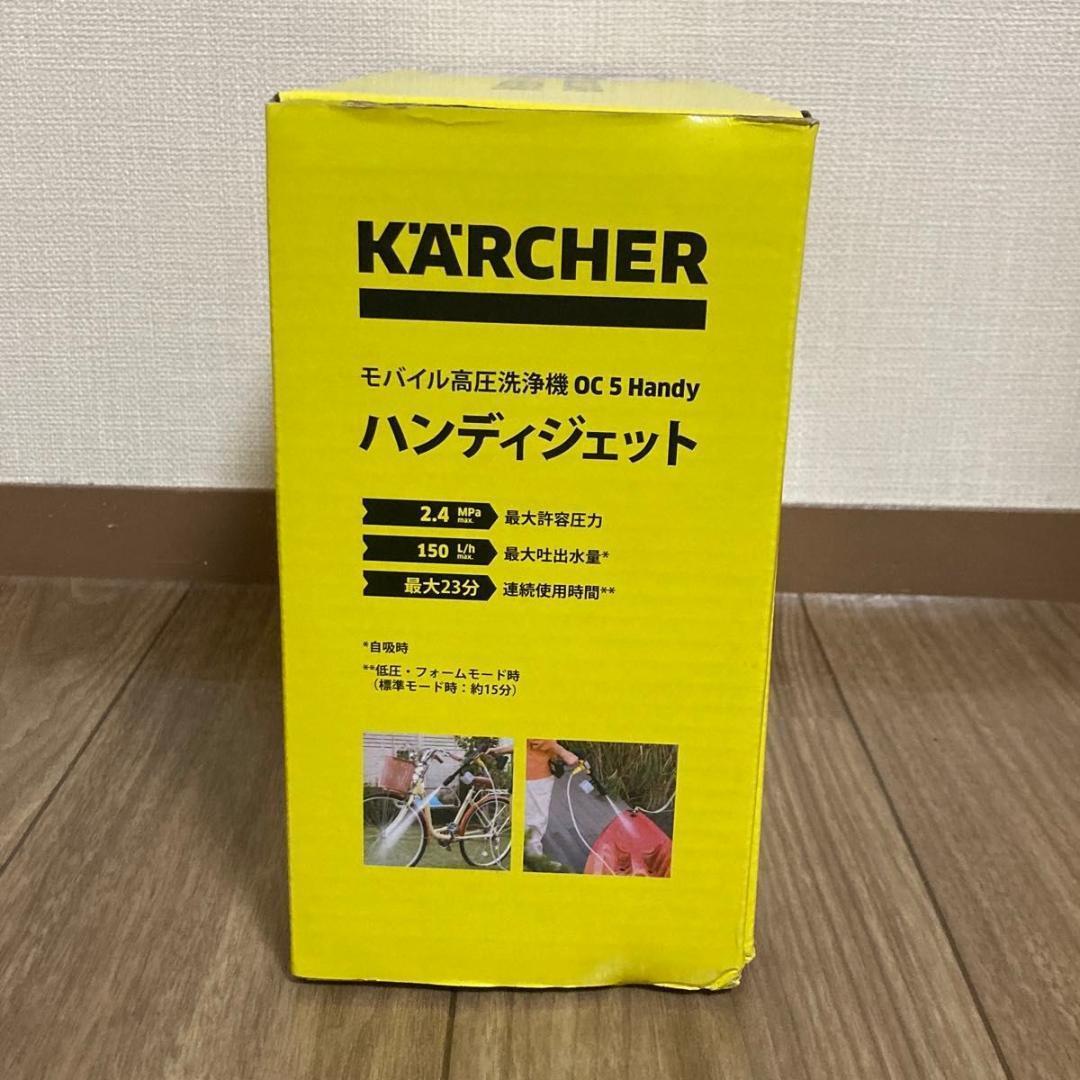 KÄRCHER
モバイル高圧洗浄機 OC 5 Handy
ハンディジェット
2.4 MPa max. 最大許容圧力
150 L/h max. 最大吐出水量*
最大23分 連続使用時間**
*自吸時
**低圧・フォームモード時
（標準モード時：約15分）